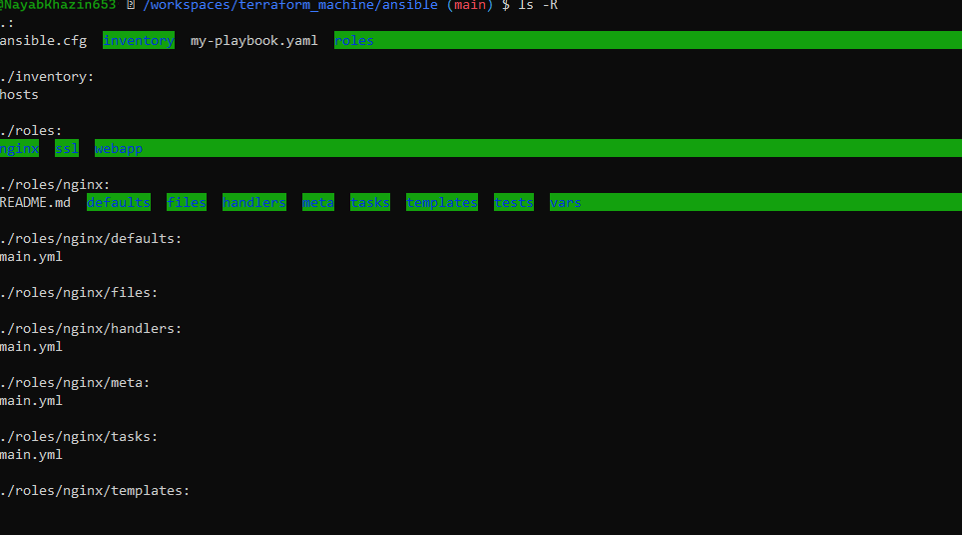 @NayabKhazin653 /workspaces/terraform_machine/ansible (main) $ ls -R
.:
ansible.cfg inventory my-playbook.yaml roles
./inventory:
hosts
./roles:
nginx ssl webapp
./roles/nginx:
README.md defaults files handlers meta tasks templates tests vars
./roles/nginx/defaults:
main.yml
./roles/nginx/files:
./roles/nginx/handlers:
main.yml
./roles/nginx/meta:
main.yml
./roles/nginx/tasks:
main.yml
./roles/nginx/templates: